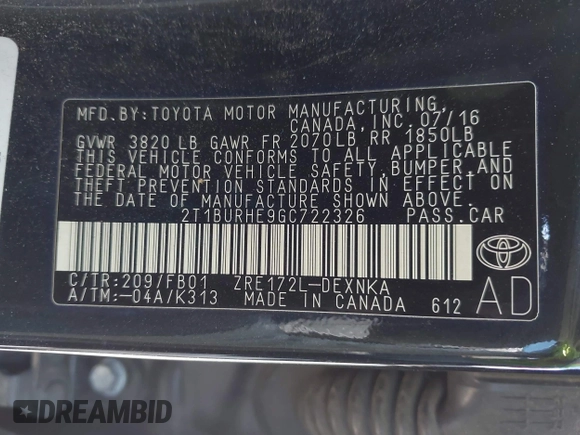 MFD.BY:TOYOTA MOTOR MANUFACTURING,
CANADA,INC.07/16
GVWR 3820LB GAWR FR 2070LB RR 1850LB
THIS VEHICLE CONFORMS TO ALL APPLICABLE
FEDERAL MOTOR VEHICLE SAFETY,BUMPER,AND
THEFT PREVENTION STANDARDS IN EFFECT ON
THE DATE OF MANUFACTURE SHOWN ABOVE.
2T1BURHE9GC722326 PASS.CAR
C/TR:209/FB01 ZRE172L-DEXNKA
A/TM:-04A/K313 MADE IN CANADA 612
AD
DREAMBID